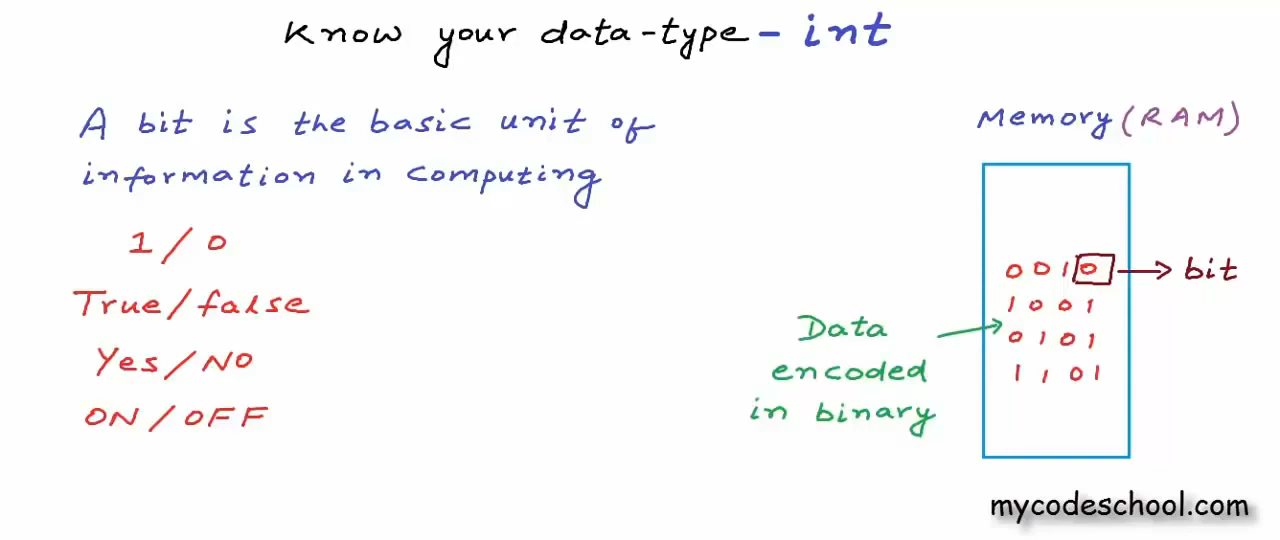 Know your data-type - int
A bit is the basic unit of
information in computing
1 / 0
True/false
Yes/NO
ON / OFF
Memory (RAM)
0 0 1 0 → bit
1 0 0 1
0 1 0 1
1 1 0 1
Data
encoded
in binary
mycodeschool.com